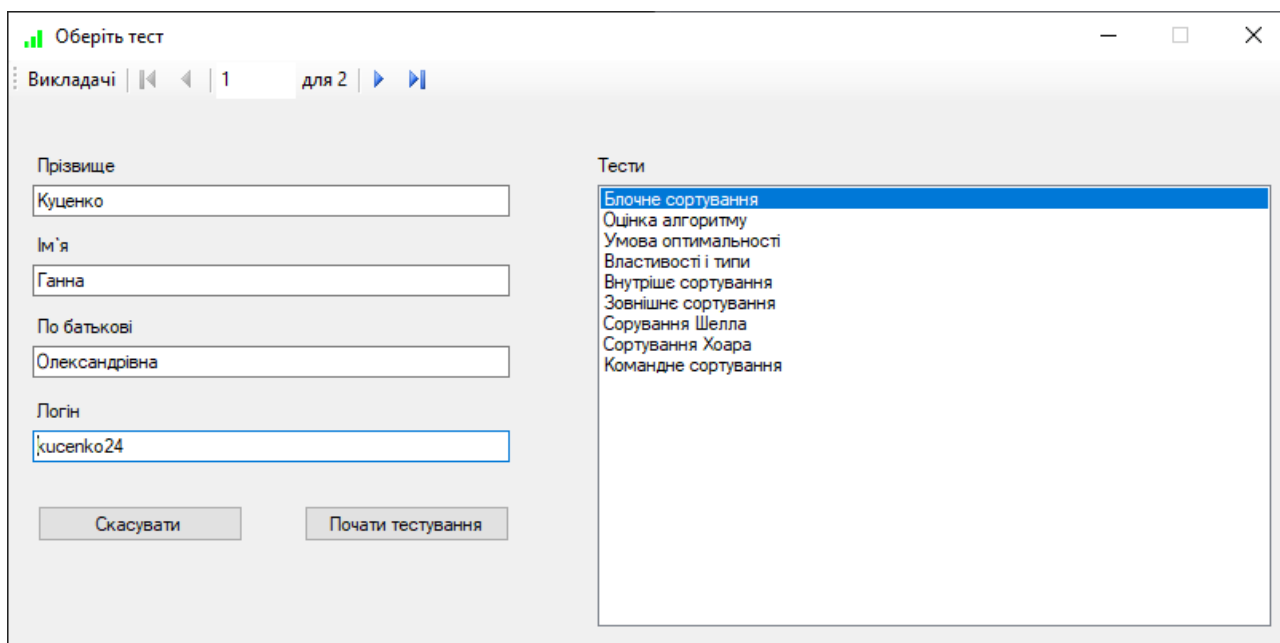 Оберіть тест
Викладачі 1 для 2
Прізвище
Куценко
Ім`я
Ганна
По батькові
Олександрівна
Логін
kucenko24
Скасувати Почати тестування
Тести
Блочне сортування
Оцінка алгоритму
Умова оптимальності
Властивості і типи
Внутрішє сортування
Зовнішнє сортування
Сорування Шелла
Сортування Хоара
Командне сортування